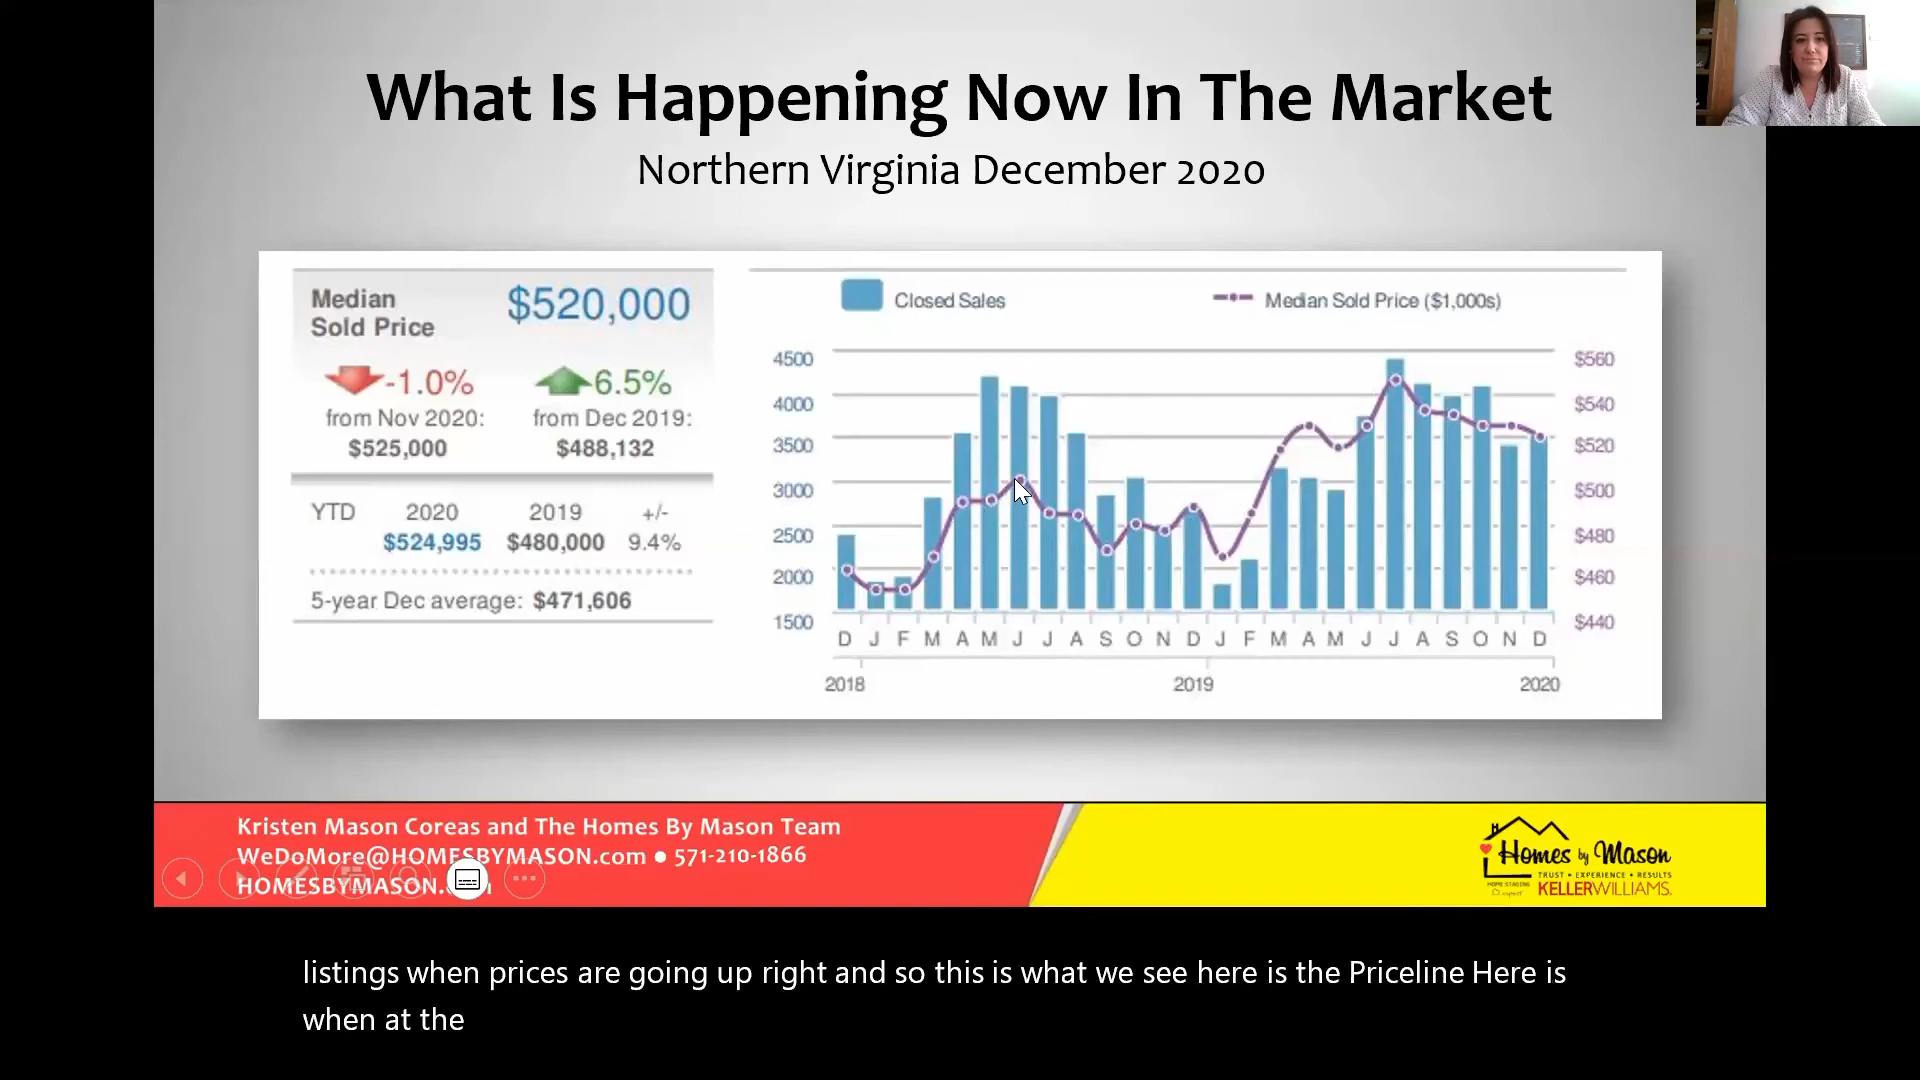 What Is Happening Now In The Market
Northern Virginia December 2020
Median
Sold Price
$520,000
-1.0%
6.5%
from Nov 2020:
from Dec 2019:
$525,000
$488,132
YTD 2020 2019 +/-
$524,995 $480,000 9.4%
5-year Dec average: $471,606
Closed Sales
Median Sold Price ($1,000s)
4500 $560
4000 $540
3500 $520
3000 $500
2500 $480
2000 $460
1500 $440
D J F M A M J J A S O N D J F M A M J J A S O N D
2018 2019 2020
Kristen Mason Coreas and The Homes By Mason Team
WeDoMore@HOMESBYMASON.com ● 571-210-1866
HOMESBYMASON.
Homes by Mason
TRUST • EXPERIENCE • RESULTS
HOME STAGING
KELLERWILLIAMS.
listings when prices are going up right and so this is what we see here is the Priceline Here is
when at the